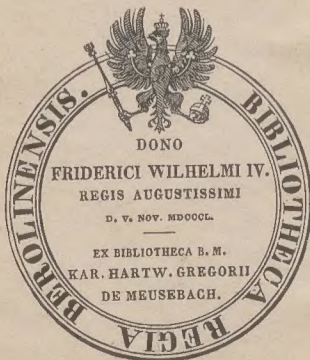 BIBLIOTHECA REGIA BEROLINENSIS.
DONO
FRIDERICI WILHELMI IV.
REGIS AUGUSTISSIMI
D. V. NOV. MDCCCL.
EX BIBLIOTHECA B. M.
KAR. HARTW. GREGORII
DE MEUSEBACH.